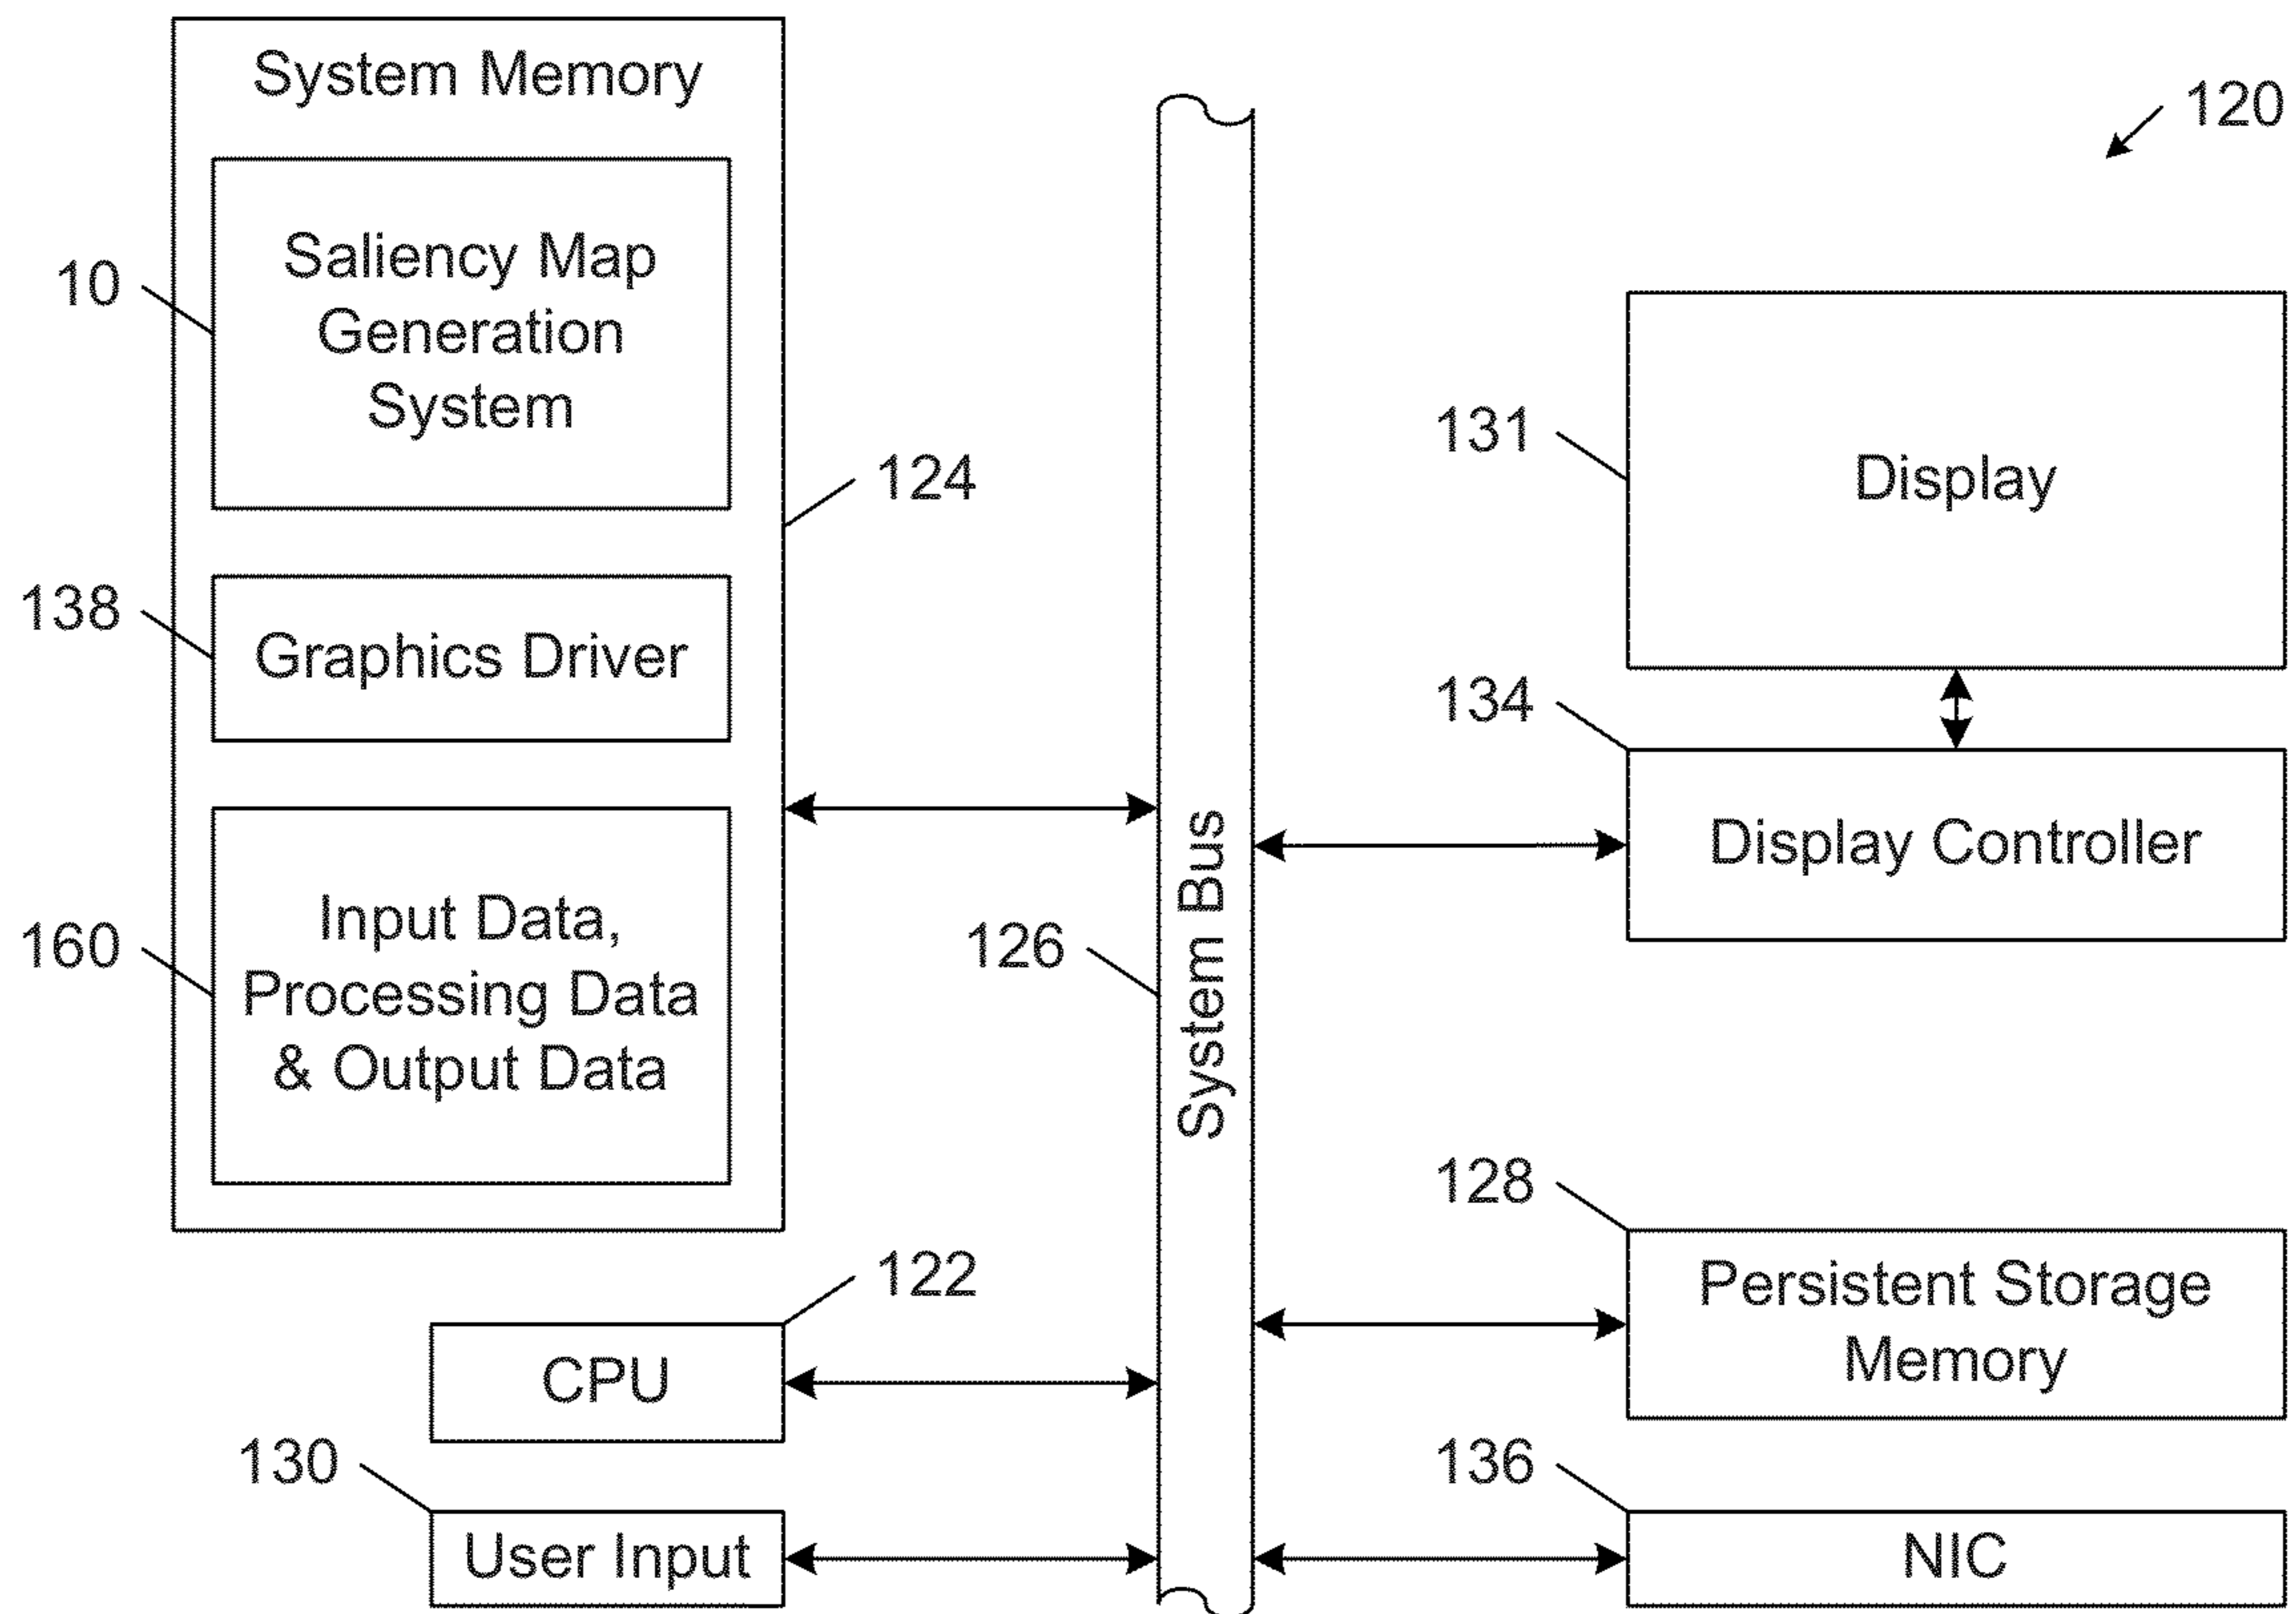 System Memory
120
Saliency Map
Generation
System
10
124
131
Display
138
Graphics Driver
134
Display Controller
160
Input Data,
Processing Data
& Output Data
126
System Bus
128
Persistent Storage
Memory
122
CPU
130
User Input
136
NIC